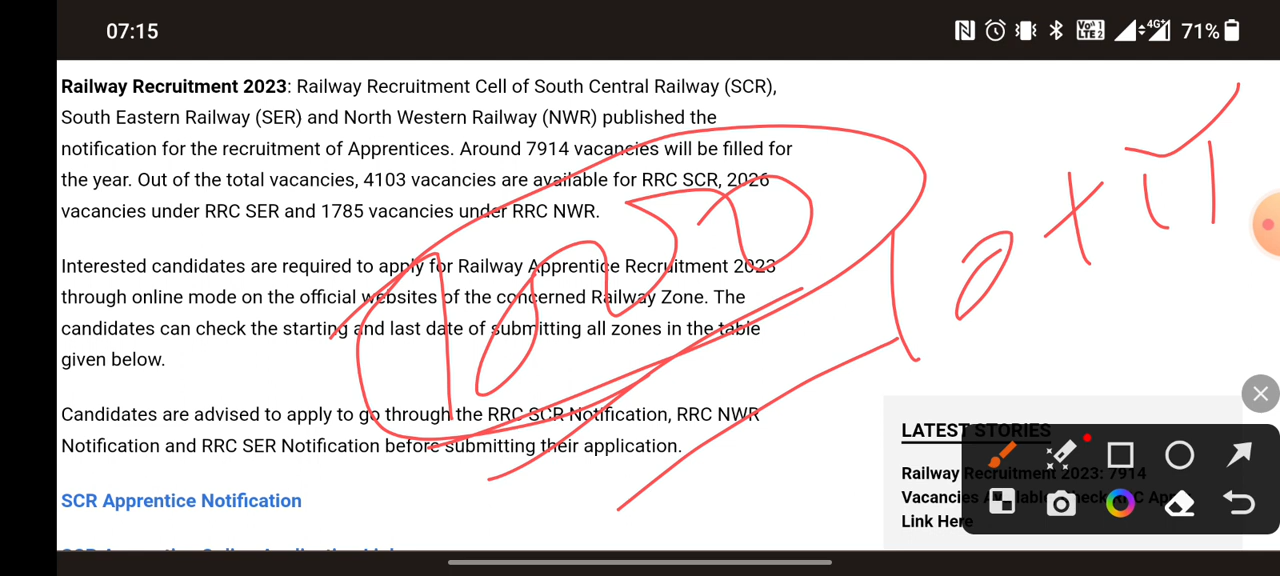 07:15
Vo 1 LTE 2 4G+ 71%
Railway Recruitment 2023: Railway Recruitment Cell of South Central Railway (SCR),
South Eastern Railway (SER) and North Western Railway (NWR) published the
notification for the recruitment of Apprentices. Around 7914 vacancies will be filled for
the year. Out of the total vacancies, 4103 vacancies are available for RRC SCR, 2026
vacancies under RRC SER and 1785 vacancies under RRC NWR.
Interested candidates are required to apply for Railway Apprentice Recruitment 2023
through online mode on the official websites of the concerned Railway Zone. The
candidates can check the starting and last date of submitting all zones in the table
given below.
Candidates are advised to apply to go through the RRC SCR Notification, RRC NWR
Notification and RRC SER Notification before submitting their application.
SCR Apprentice Notification
LATEST STORIES
Railway Recruitment 2023: 7914
Vacancies
Link Here